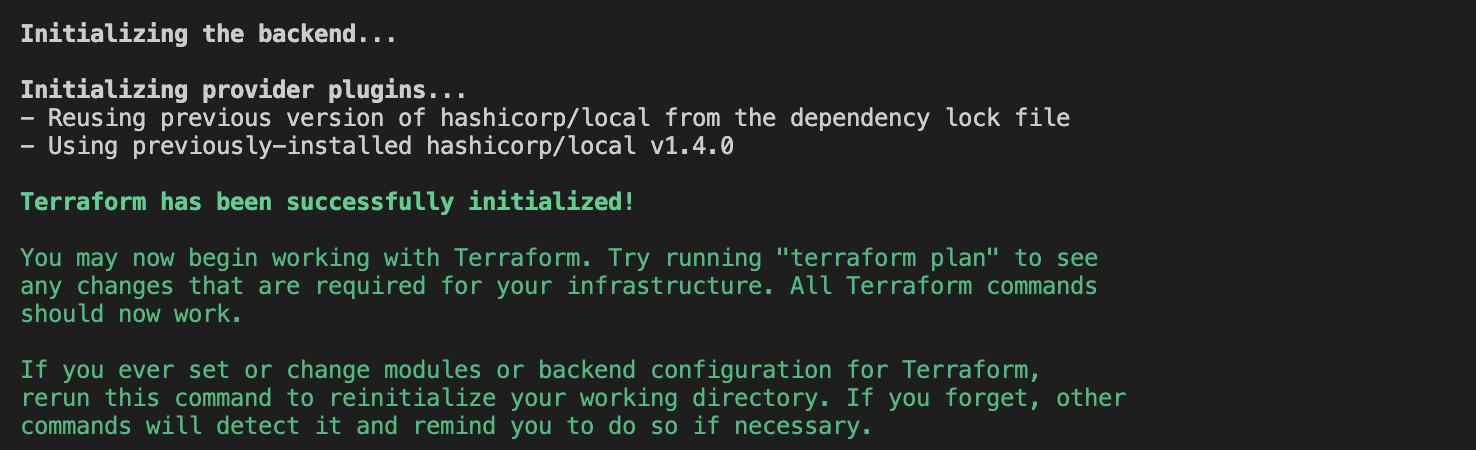 Initializing the backend...
Initializing provider plugins...
- Reusing previous version of hashicorp/local from the dependency lock file
- Using previously-installed hashicorp/local v1.4.0
Terraform has been successfully initialized!
You may now begin working with Terraform. Try running "terraform plan" to see
any changes that are required for your infrastructure. All Terraform commands
should now work.
If you ever set or change modules or backend configuration for Terraform,
rerun this command to reinitialize your working directory. If you forget, other
commands will detect it and remind you to do so if necessary.